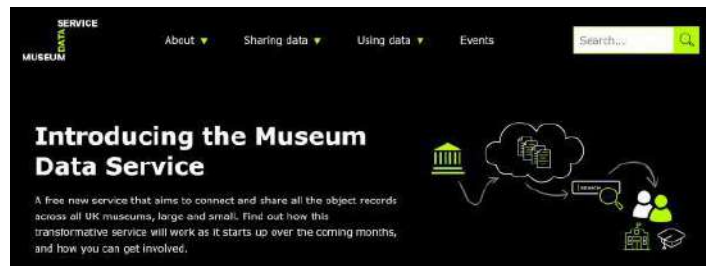 SERVICE
DATA
MUSEUM
About
Sharing data
Using data
Events
Search...
Introducing the Museum
Data Service
A free new service that aims to connect and share all the object records
across all UK museums, large and small. Find out how this
transformative service will work as it starts up over the coming months,
and how you can get involved.
SEARCH